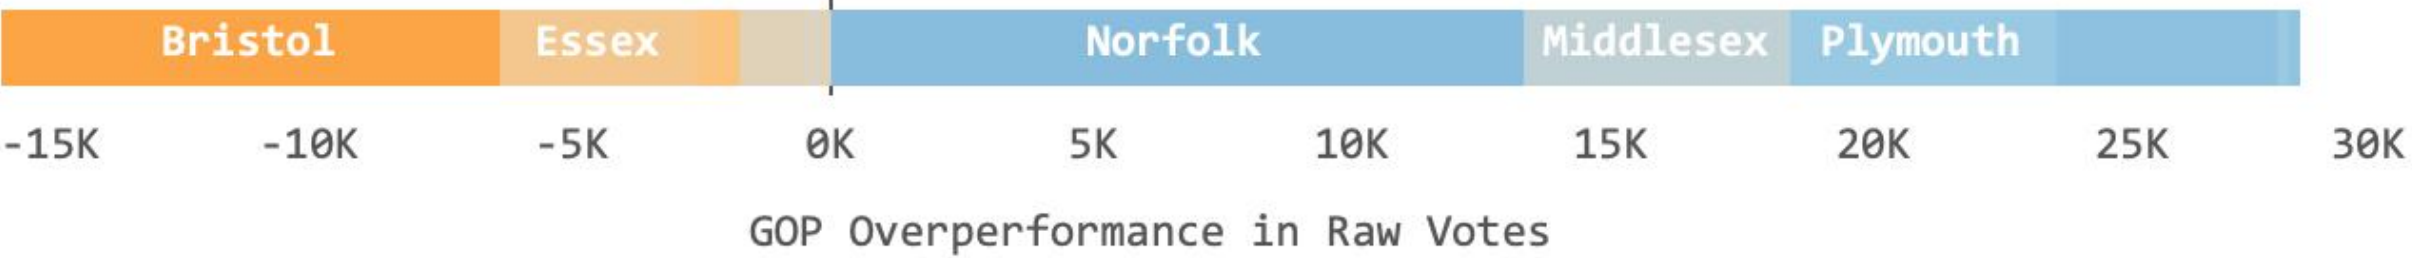 Bristol Essex Norfolk Middlesex Plymouth
-15K -10K -5K 0K 5K 10K 15K 20K 25K 30K
GOP Overperformance in Raw Votes